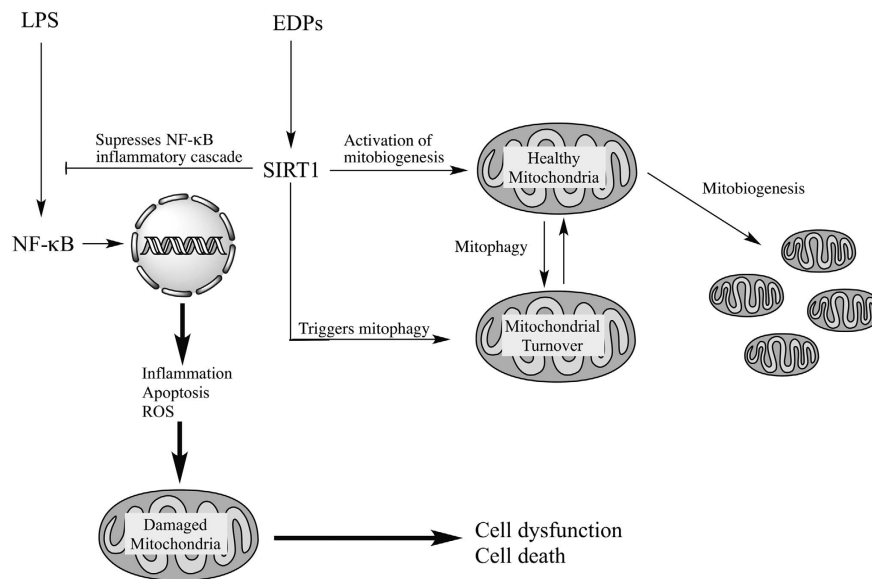 LPS
EDPs
Supresses NF-κB
inflammatory cascade
SIRT1
Activation of
mitobiogenesis
Healthy
Mitochondria
Mitobiogenesis
NF-κB
Mitophagy
Triggers mitophagy
Mitochondrial
Turnover
Inflammation
Apoptosis
ROS
Damaged
Mitochondria
Cell dysfunction
Cell death